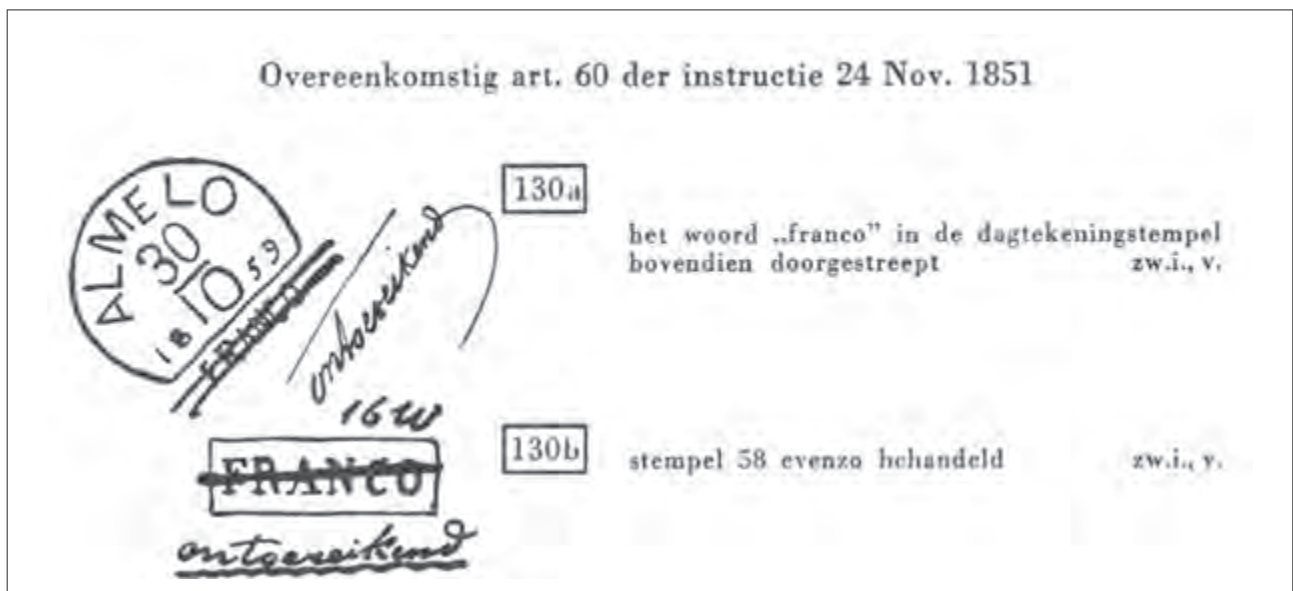 Overeenkomstig art. 60 der instructie 24 Nov. 1851
ALMELO
30
10
18 59
FRANCO
ontoereikend
130a
het woord „franco” in de dagtekeningstempel
bovendien doorgestreept zw.i., v.
16 W
FRANCO
ontoereikend
130b
stempel 58 evenzo behandeld zw.i., v.